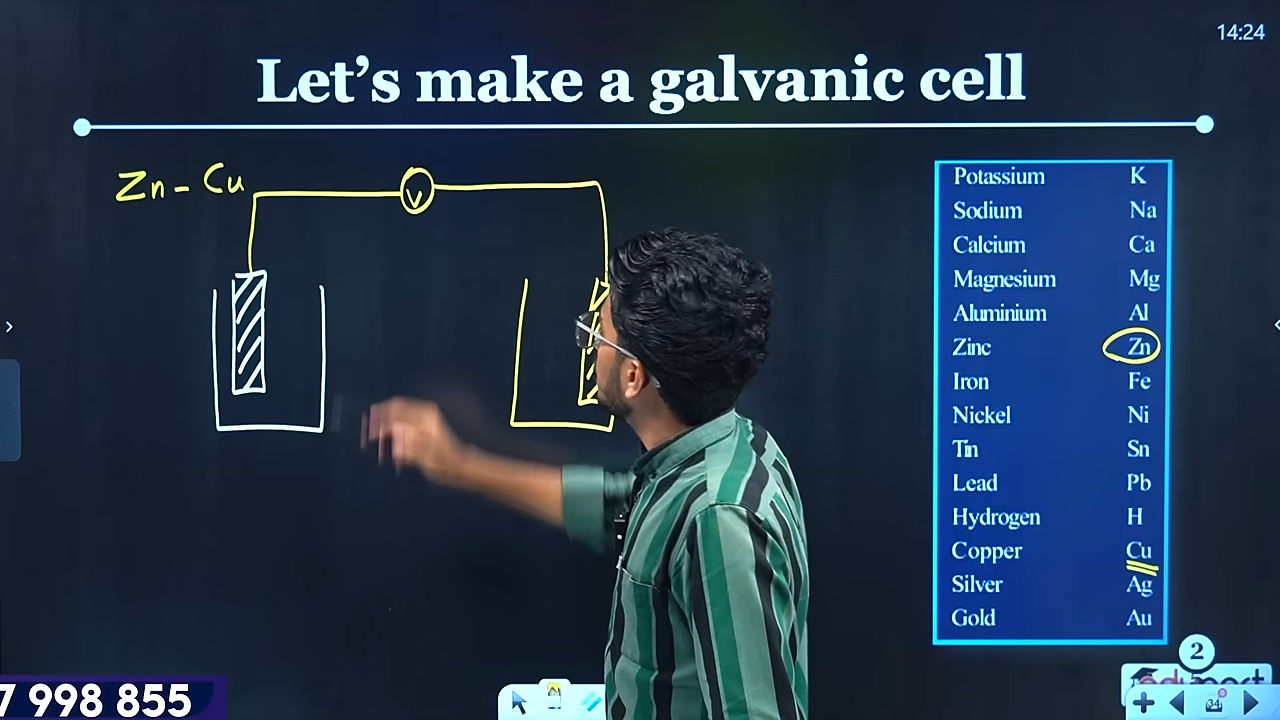 14:24
Let's make a galvanic cell
Zn - Cu
V
Potassium K
Sodium Na
Calcium Ca
Magnesium Mg
Aluminium Al
Zinc Zn
Iron Fe
Nickel Ni
Tin Sn
Lead Pb
Hydrogen H
Copper Cu
Silver Ag
Gold Au
2
34
7 998 855